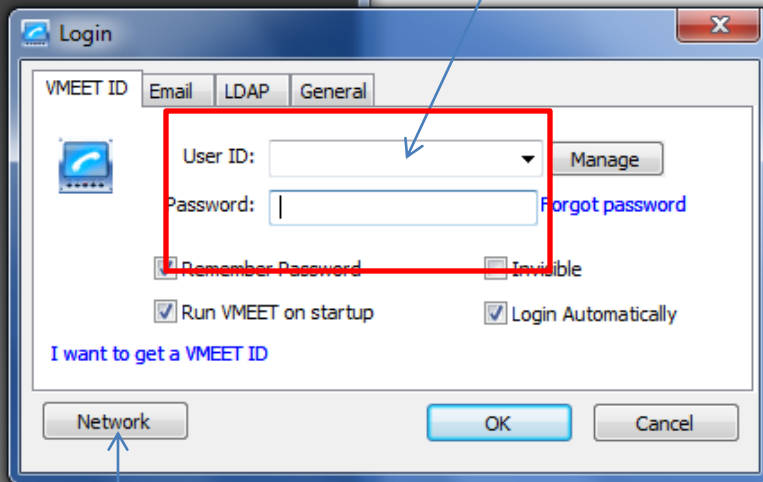 Login
VMEET ID Email LDAP General
User ID: Manage
Password: Forgot password
Remember Password Invisible
Run VMEET on startup Login Automatically
I want to get a VMEET ID
Network OK Cancel